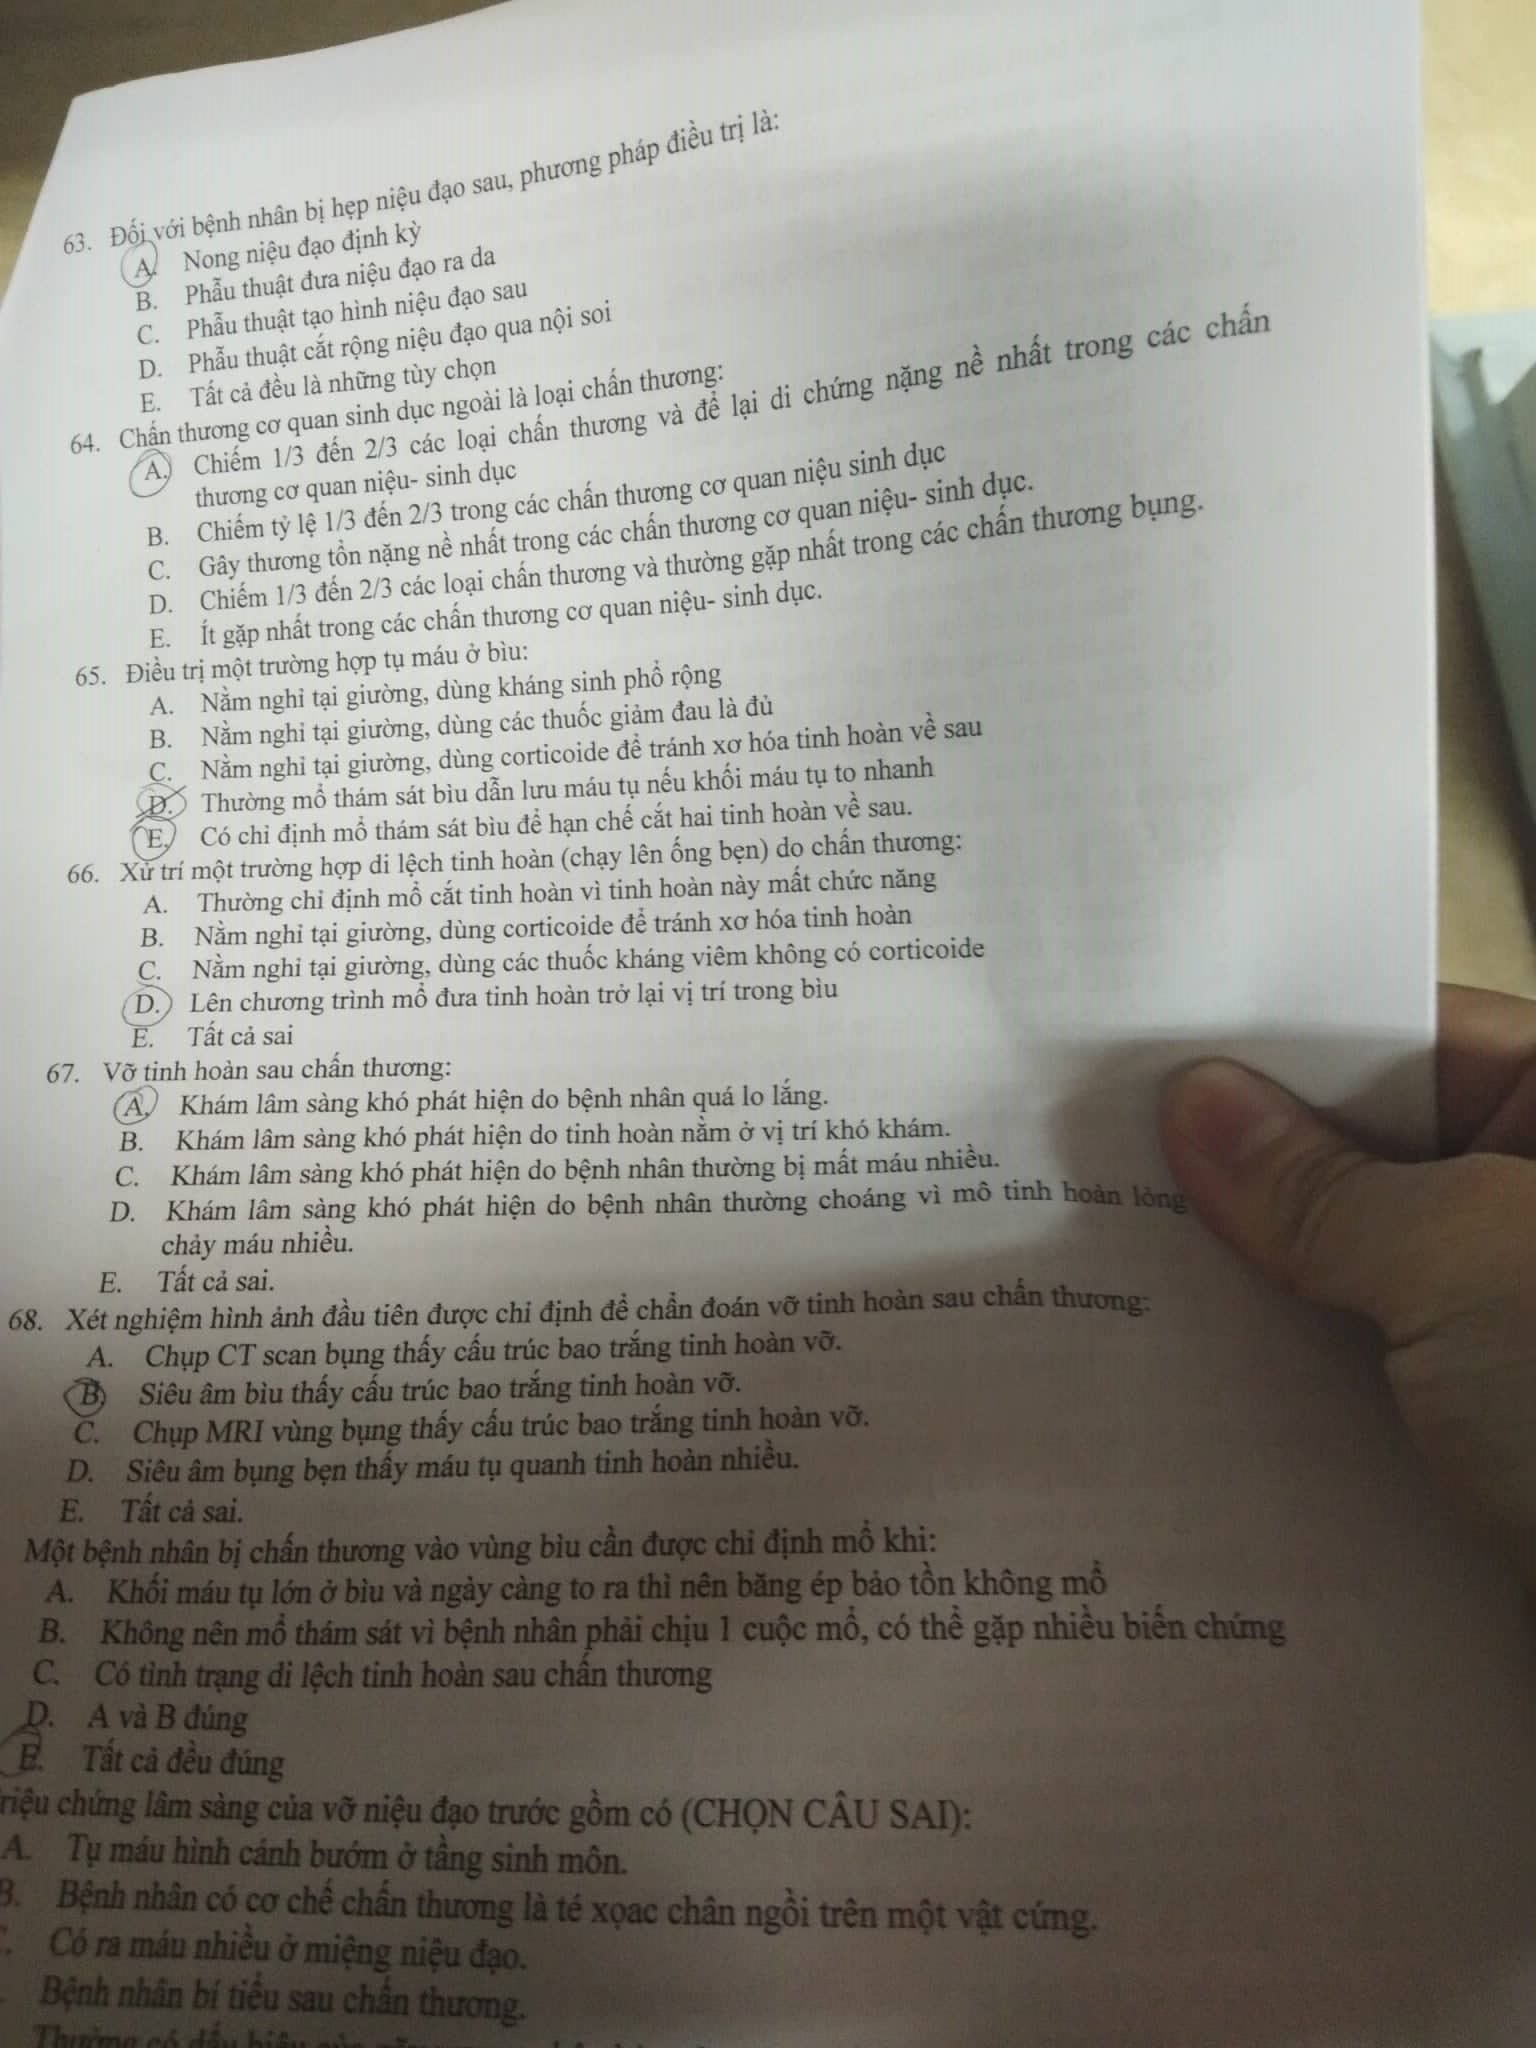 63. Đối với bệnh nhân bị hẹp niệu đạo sau, phương pháp điều trị là:
A. Nong niệu đạo định kỳ
B. Phẫu thuật đưa niệu đạo ra da
C. Phẫu thuật tạo hình niệu đạo sau
D. Phẫu thuật cắt rộng niệu đạo qua nội soi
E. Tất cả đều là những tùy chọn
64. Chấn thương cơ quan sinh dục ngoài là loại chấn thương:
A. Chiếm 1/3 đến 2/3 các loại chấn thương và để lại di chứng nặng nề nhất trong các chấn
thương cơ quan niệu- sinh dục
B. Chiếm tỷ lệ 1/3 đến 2/3 trong các chấn thương cơ quan niệu sinh dục
C. Gây thương tổn nặng nề nhất trong các chấn thương cơ quan niệu- sinh dục.
D. Chiếm 1/3 đến 2/3 các loại chấn thương và thường gặp nhất trong các chấn thương bụng.
E. Ít gặp nhất trong các chấn thương cơ quan niệu- sinh dục.
65. Điều trị một trường hợp tụ máu ở bìu:
A. Nằm nghỉ tại giường, dùng kháng sinh phổ rộng
B. Nằm nghỉ tại giường, dùng các thuốc giảm đau là đủ
C. Nằm nghỉ tại giường, dùng corticoide để tránh xơ hóa tinh hoàn về sau
D. Thường mổ thám sát bìu dẫn lưu máu tụ nếu khối máu tụ to nhanh
E. Có chỉ định mổ thám sát bìu để hạn chế cắt hai tinh hoàn về sau.
66. Xử trí một trường hợp di lệch tinh hoàn (chạy lên ống bẹn) do chấn thương:
A. Thường chỉ định mổ cắt tinh hoàn vì tinh hoàn này mất chức năng
B. Nằm nghỉ tại giường, dùng corticoide để tránh xơ hóa tinh hoàn
C. Nằm nghỉ tại giường, dùng các thuốc kháng viêm không có corticoide
D. Lên chương trình mổ đưa tinh hoàn trở lại vị trí trong bìu
E. Tất cả sai
67. Vỡ tinh hoàn sau chấn thương:
A. Khám lâm sàng khó phát hiện do bệnh nhân quá lo lắng.
B. Khám lâm sàng khó phát hiện do tinh hoàn nằm ở vị trí khó khám.
C. Khám lâm sàng khó phát hiện do bệnh nhân thường bị mất máu nhiều.
D. Khám lâm sàng khó phát hiện do bệnh nhân thường choáng vì mô tinh hoàn lỏng
chảy máu nhiều.
E. Tất cả sai.
68. Xét nghiệm hình ảnh đầu tiên được chỉ định để chẩn đoán vỡ tinh hoàn sau chấn thương:
A. Chụp CT scan bụng thấy cấu trúc bao trắng tinh hoàn vỡ.
B. Siêu âm bìu thấy cấu trúc bao trắng tinh hoàn vỡ.
C. Chụp MRI vùng bụng thấy cấu trúc bao trắng tinh hoàn vỡ.
D. Siêu âm bụng bẹn thấy máu tụ quanh tinh hoàn nhiều.
E. Tất cả sai.
Một bệnh nhân bị chấn thương vào vùng bìu cần được chỉ định mổ khi:
A. Khối máu tụ lớn ở bìu và ngày càng to ra thì nên băng ép bảo tồn không mổ
B. Không nên mổ thám sát vì bệnh nhân phải chịu 1 cuộc mổ, có thể gặp nhiều biến chứng
C. Có tình trạng di lệch tinh hoàn sau chấn thương
D. A và B đúng
E. Tất cả đều đúng
riệu chứng lâm sàng của vỡ niệu đạo trước gồm có (CHỌN CÂU SAI):
A. Tụ máu hình cánh bướm ở tầng sinh môn.
B. Bệnh nhân có cơ chế chấn thương là té xoạc chân ngồi trên một vật cứng.
Có ra máu nhiều ở miệng niệu đạo.
Bệnh nhân bí tiểu sau chấn thương.
Thường có dấu hiệu